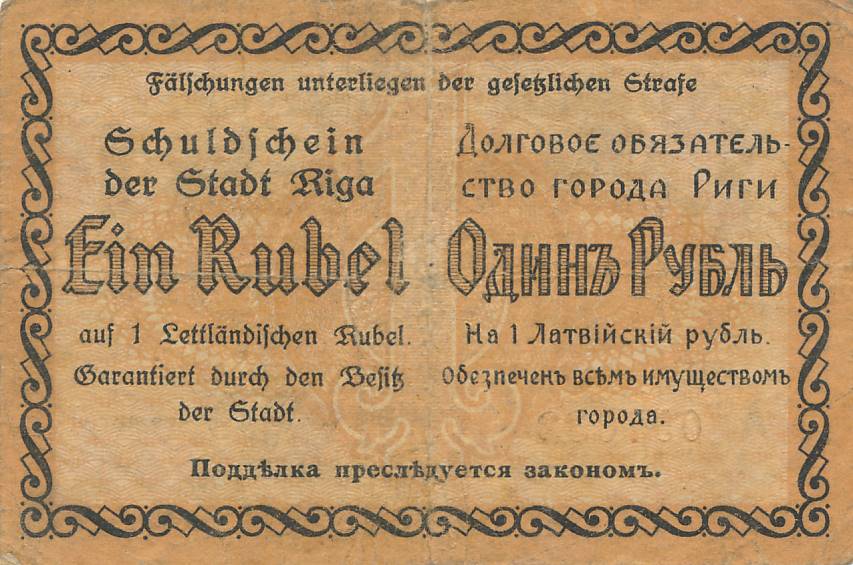 Fälschungen unterliegen der gesetzlichen Strafe
Schuldschein
der Stadt Riga
Ein Rubel
auf 1 Lettländischen Rubel.
Garantiert durch den Besitz
der Stadt.
Долговое обязатель-
ство города Риги
Одинъ Рубль
На 1 Латвійскій рубль.
Обезпеченъ всѣмъ имуществомъ
города.
Поддѣлка преслѣдуется закономъ.